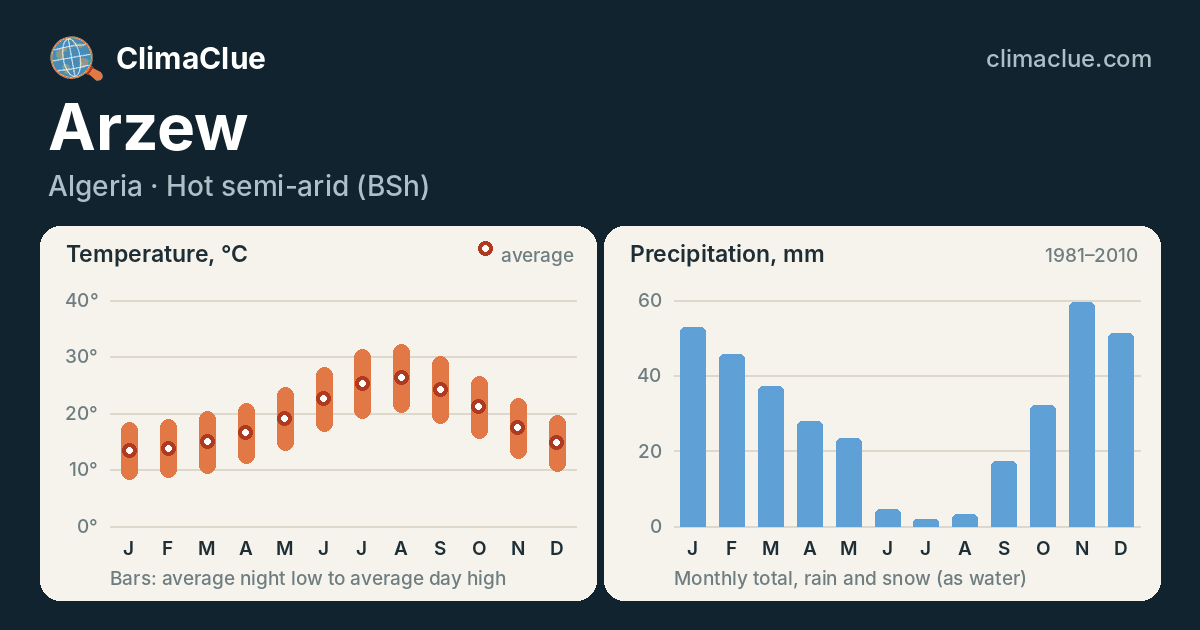 ClimaClue
climaclue.com
Arzew
Algeria · Hot semi-arid (BSh)
Temperature, °C
average
40°
30°
20°
10°
0°
J F M A M J J A S O N D
Bars: average night low to average day high
Precipitation, mm
1981–2010
60
40
20
0
J F M A M J J A S O N D
Monthly total, rain and snow (as water)